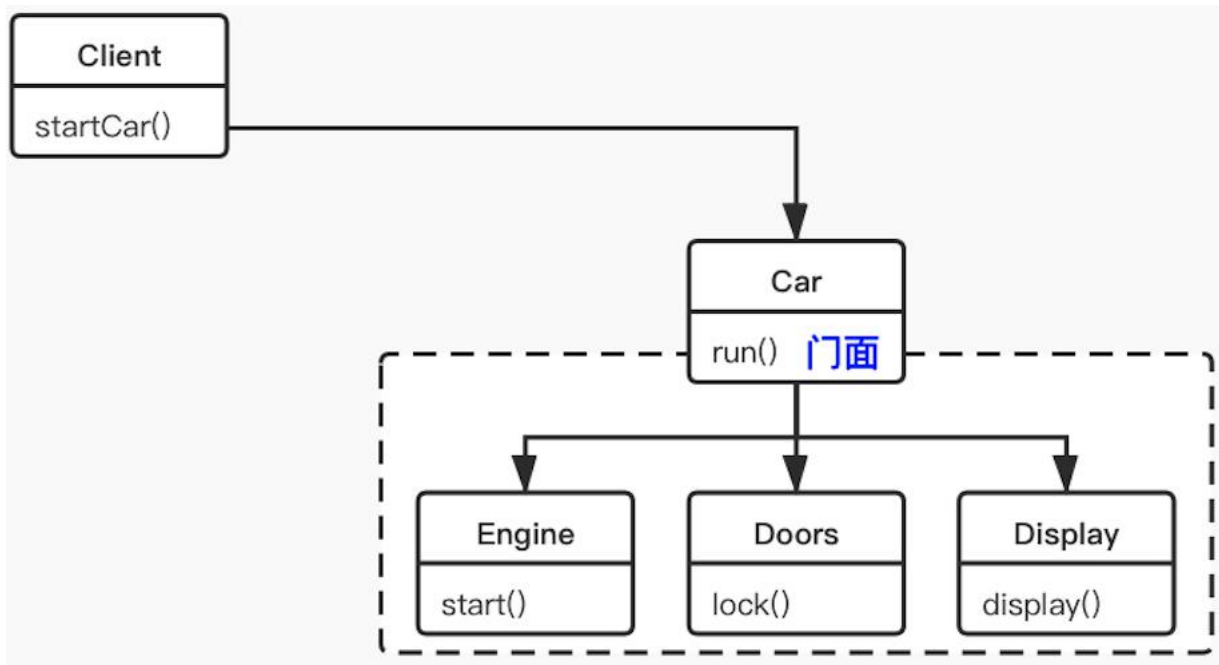 Client
startCar()
Car
run() 门面
Engine
start()
Doors
lock()
Display
display()